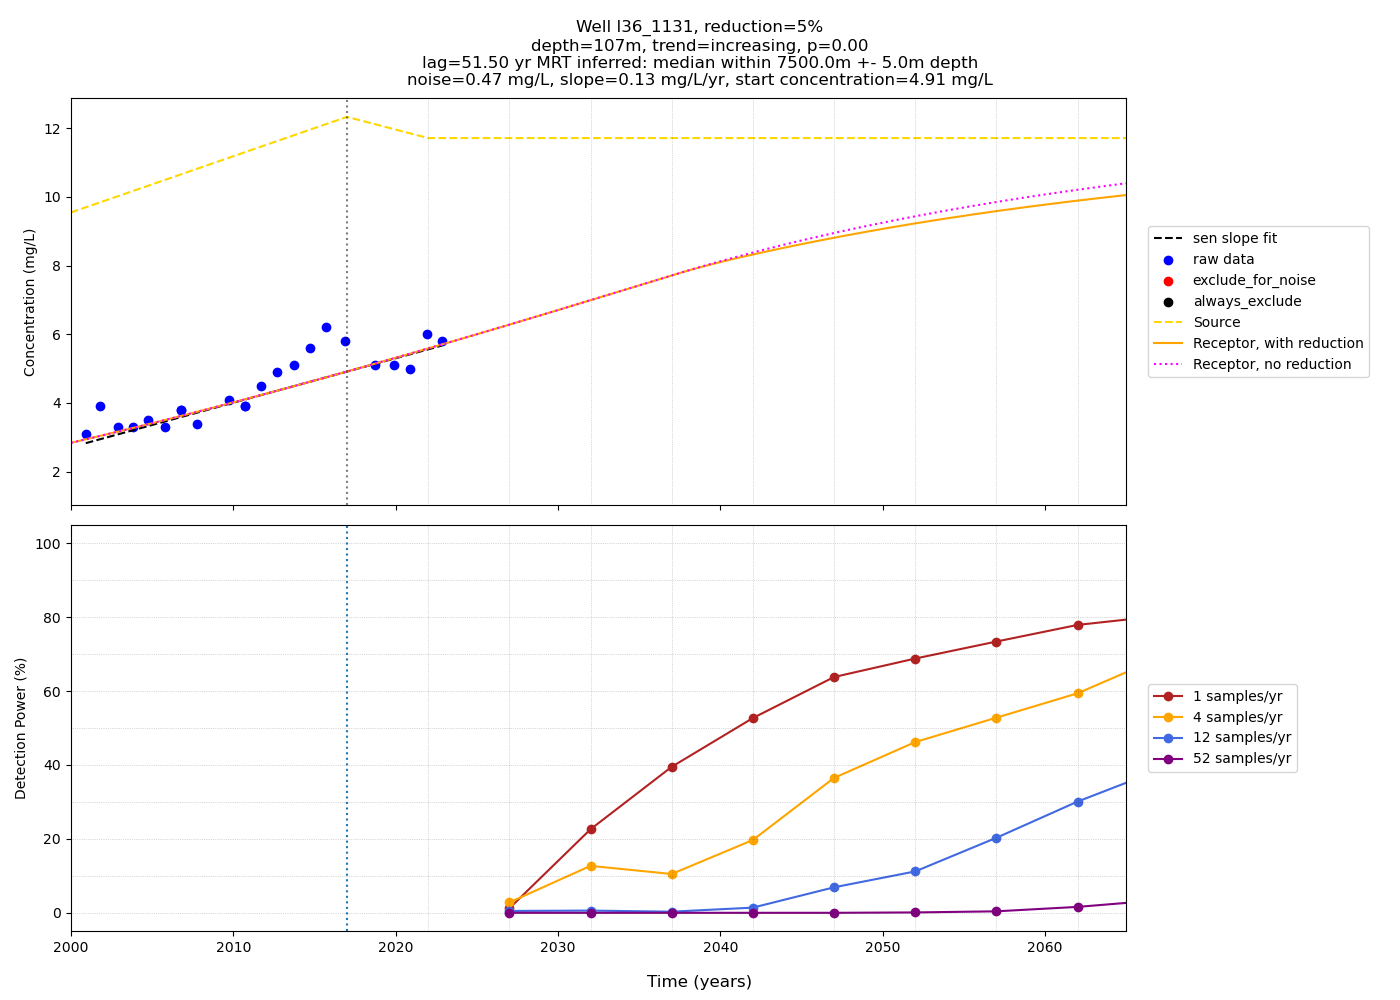 Well l36_1131, reduction=5%
depth=107m, trend=increasing, p=0.00
lag=51.50 yr MRT inferred: median within 7500.0m +- 5.0m depth
noise=0.47 mg/L, slope=0.13 mg/L/yr, start concentration=4.91 mg/L
Concentration (mg/L)
12
10
8
6
4
2
sen slope fit
raw data
exclude_for_noise
always_exclude
Source
Receptor, with reduction
Receptor, no reduction
Detection Power (%)
100
80
60
40
20
0
1 samples/yr
4 samples/yr
12 samples/yr
52 samples/yr
2000
2010
2020
2030
2040
2050
2060
Time (years)